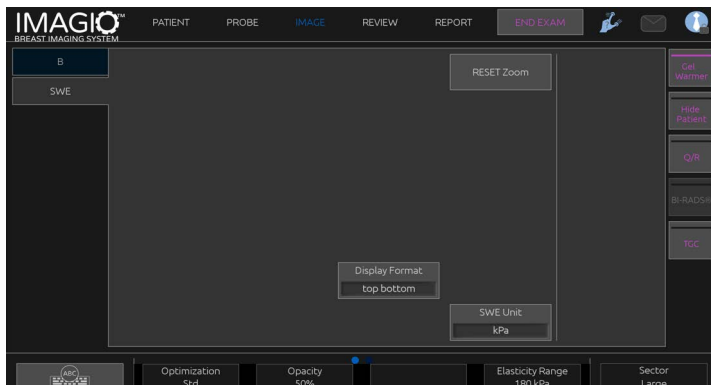 IMAGIO™
BREAST IMAGING SYSTEM
PATIENT
PROBE
IMAGE
REVIEW
REPORT
END EXAM
B
SWE
RESET Zoom
Gel
Warmer
Hide
Patient
Q/R
BI-RADS®
TGC
Display Format
top bottom
SWE Unit
kPa
ABC
Optimization
Std
Opacity
50%
Elasticity Range
180 kPa
Sector
Large